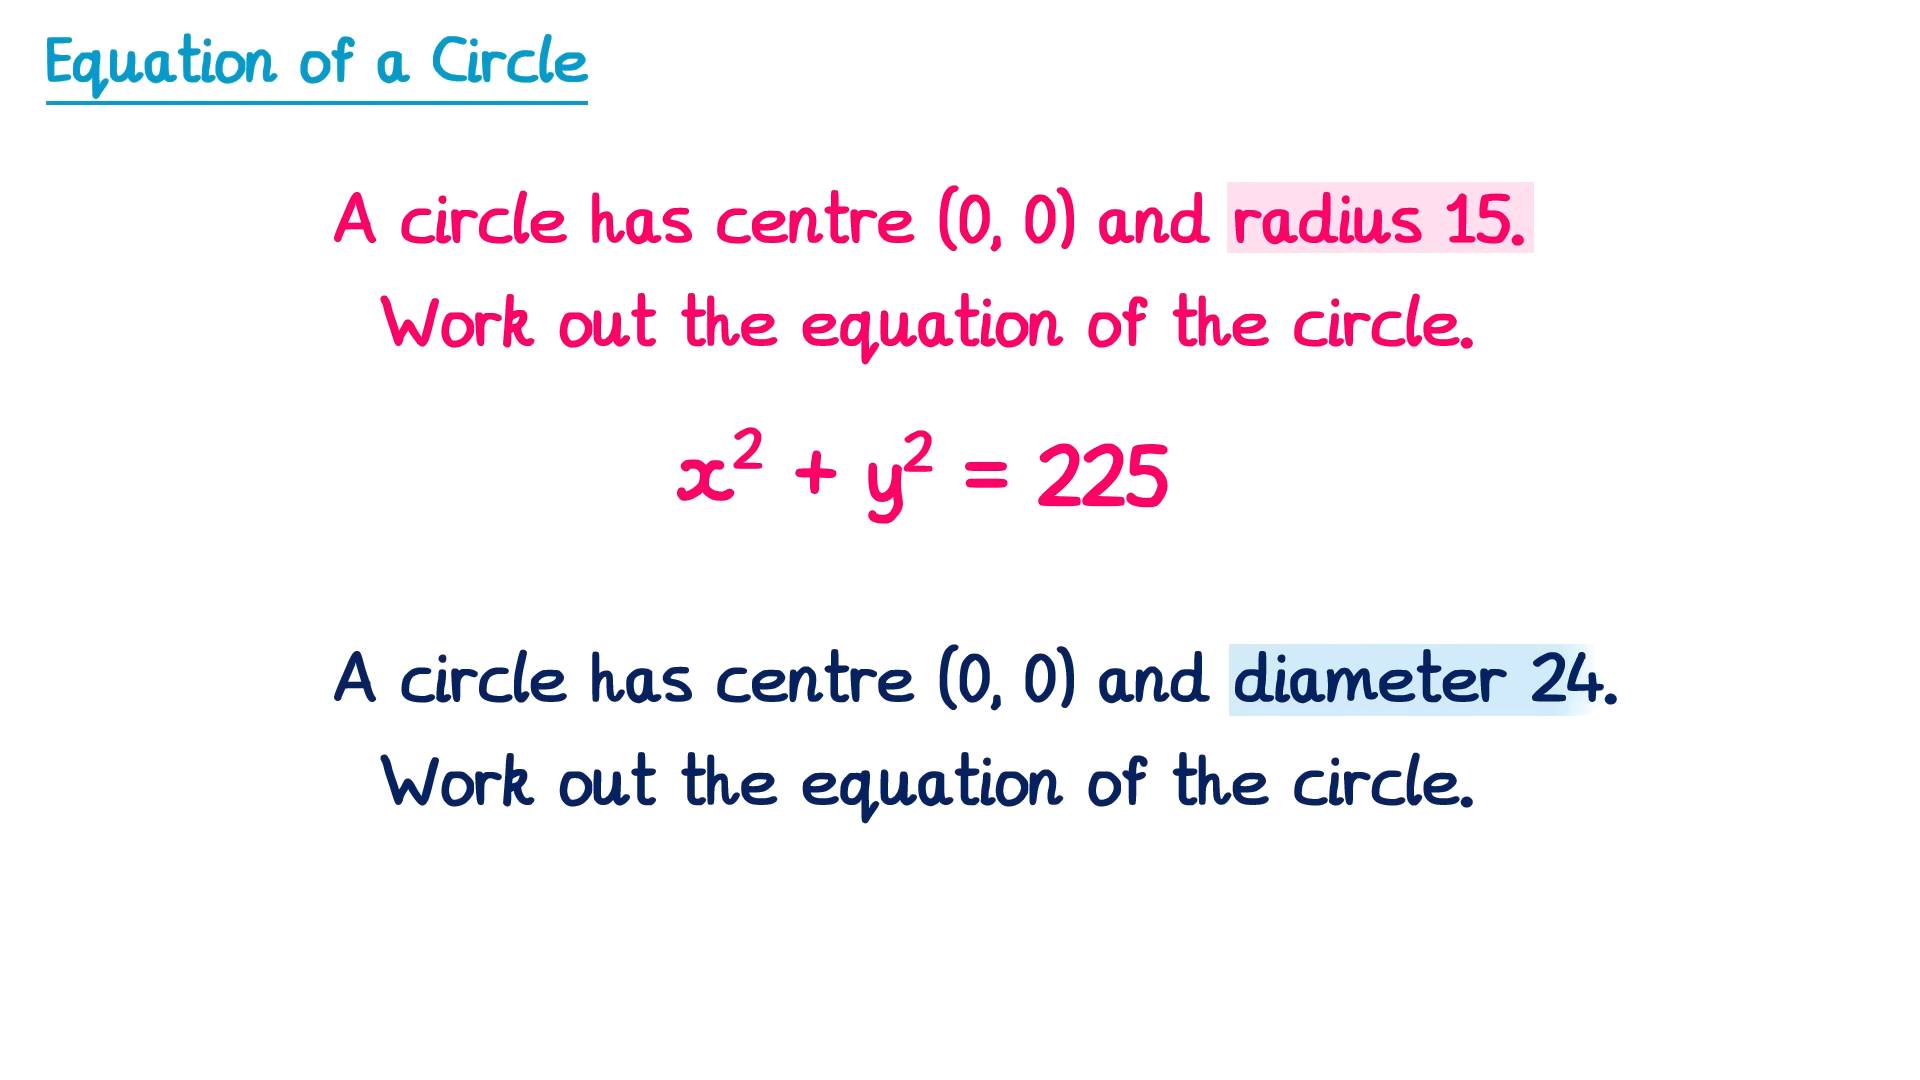 Equation of a Circle
A circle has centre (0, 0) and radius 15.
Work out the equation of the circle.
x² + y² = 225
A circle has centre (0, 0) and diameter 24.
Work out the equation of the circle.